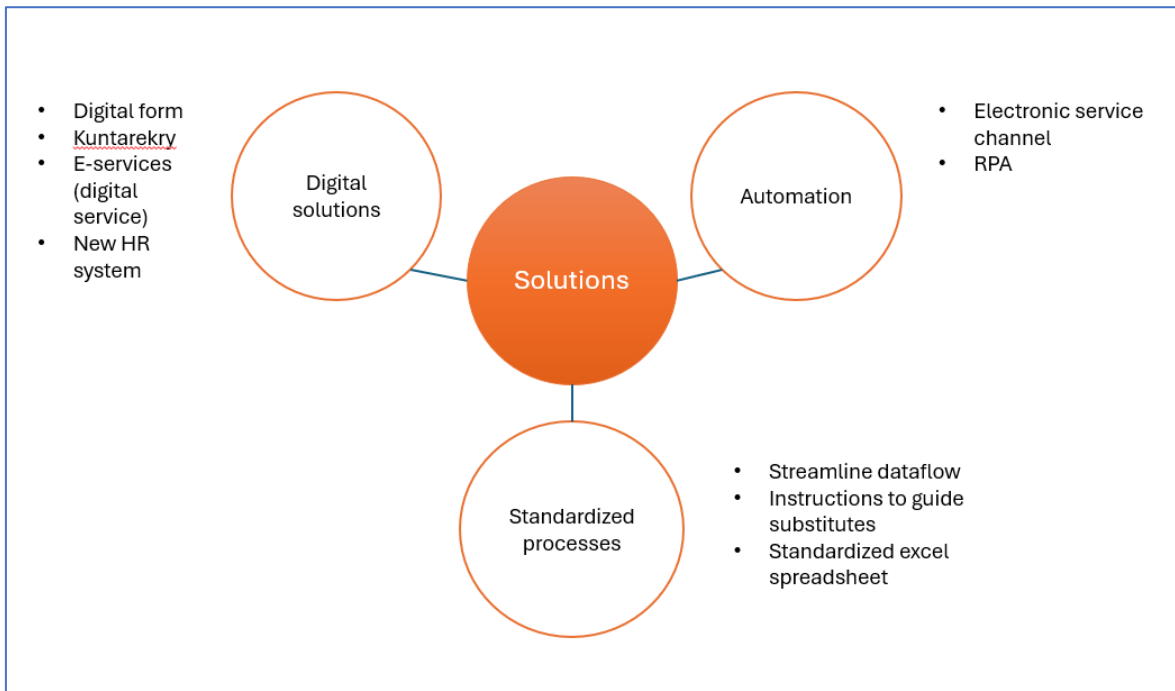 • Digital form
• Kuntarekry
• E-services
(digital
service)
• New HR
system
Digital
solutions
Solutions
Automation
• Electronic service
channel
• RPA
Standardized
processes
• Streamline dataflow
• Instructions to guide
substitutes
• Standardized excel
spreadsheet